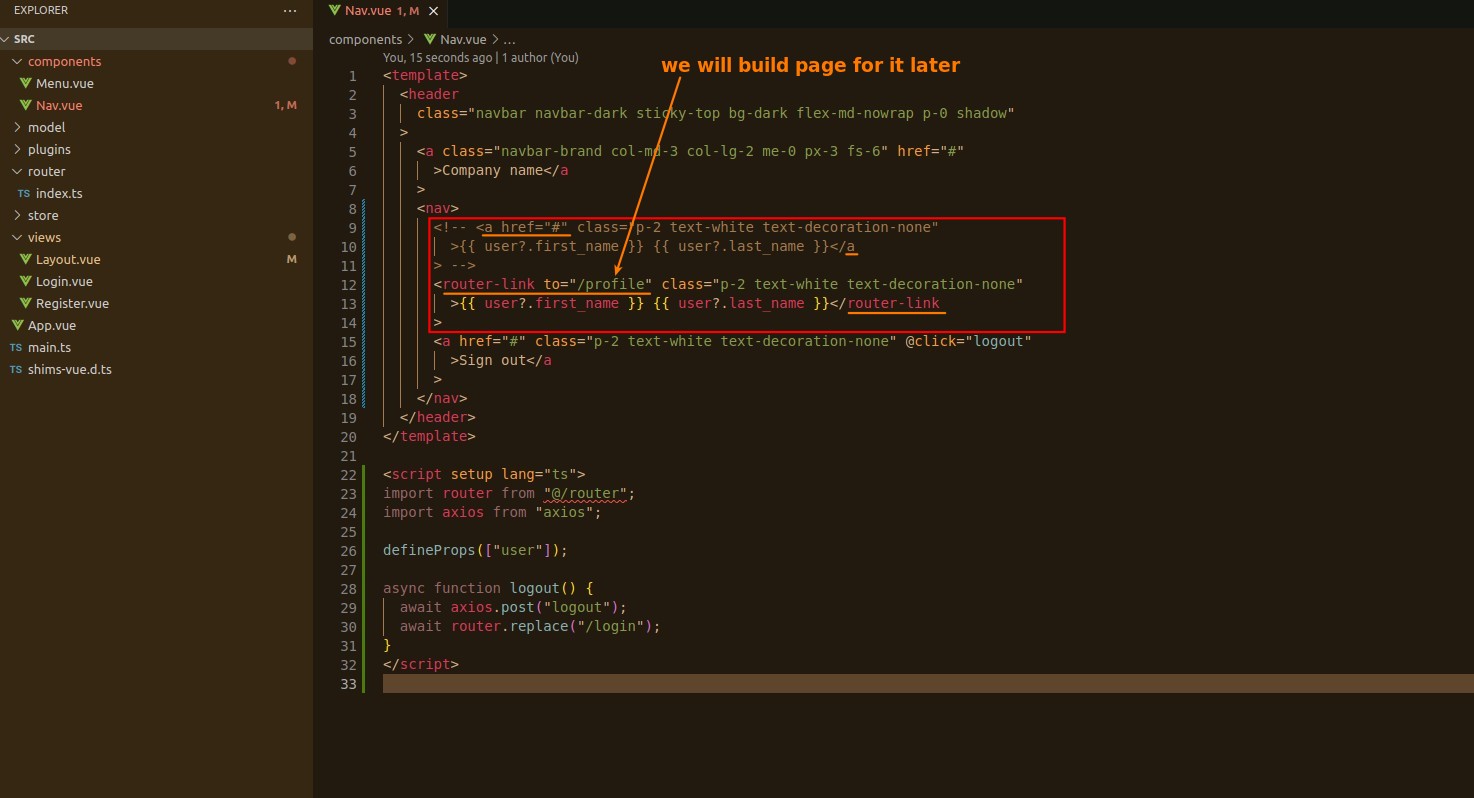 EXPLORER ...
SRC
components
Menu.vue
Nav.vue 1, M
model
plugins
router
TS index.ts
store
views
Layout.vue M
Login.vue
Register.vue
App.vue
TS main.ts
TS shims-vue.d.ts
Nav.vue 1, M
components > Nav.vue > ...
You, 15 seconds ago | 1 author (You)
we will build page for it later
1 <template>
2 <header
3 class="navbar navbar-dark sticky-top bg-dark flex-md-nowrap p-0 shadow"
4 >
5 <a class="navbar-brand col-md-3 col-lg-2 me-0 px-3 fs-6" href="#"
6 >Company name</a
7 >
8 <nav>
9 <!-- <a href="#" class="p-2 text-white text-decoration-none"
10 >{{ user?.first_name }} {{ user?.last_name }}</a
11 > -->
12 <router-link to="/profile" class="p-2 text-white text-decoration-none"
13 >{{ user?.first_name }} {{ user?.last_name }}</router-link
14 >
15 <a href="#" class="p-2 text-white text-decoration-none" @click="logout"
16 >Sign out</a
17 >
18 </nav>
19 </header>
20 </template>
21
22 <script setup lang="ts">
23 import router from "@/router";
24 import axios from "axios";
25
26 defineProps(["user"]);
27
28 async function logout() {
29 await axios.post("logout");
30 await router.replace("/login");
31 }
32 </script>
33